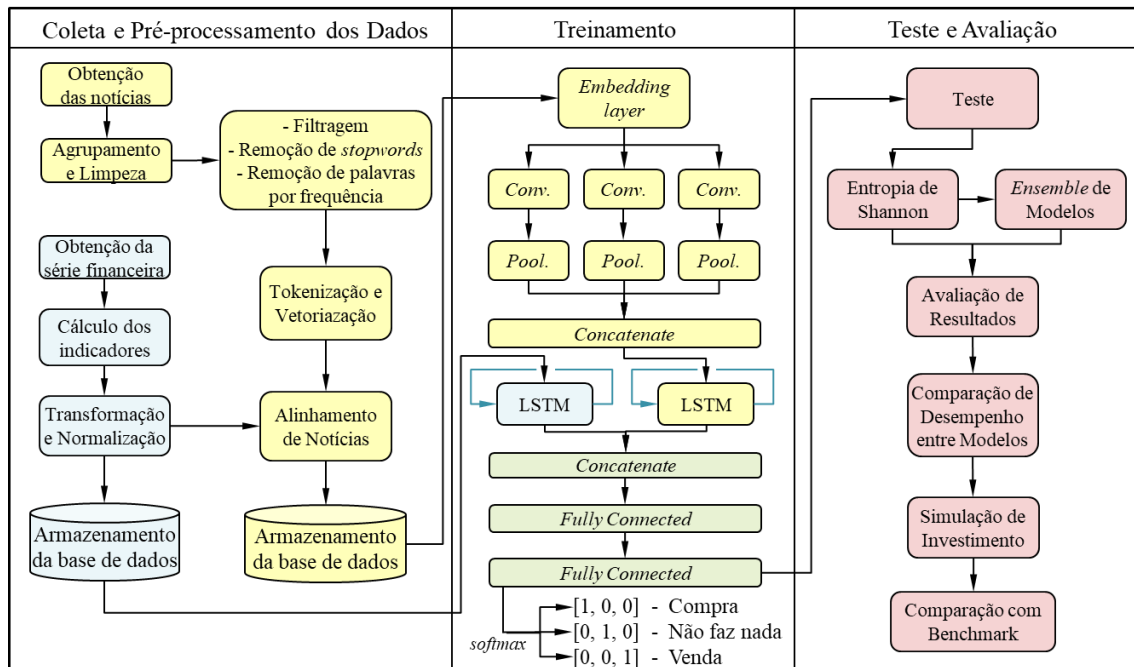 Coleta e Pré-processamento dos Dados
Obtenção
das notícias
Agrupamento
e Limpeza
- Filtragem
- Remoção de stopwords
- Remoção de palavras
por frequência
Obtenção da
série financeira
Cálculo dos
indicadores
Tokenização e
Vetoriazação
Transformação
e Normalização
Alinhamento
de Notícias
Armazenamento
da base de dados
Armazenamento
da base de dados
Treinamento
Embedding
layer
Conv.
Conv.
Conv.
Pool.
Pool.
Pool.
Concatenate
LSTM
LSTM
Concatenate
Fully Connected
Fully Connected
softmax
[1, 0, 0] - Compra
[0, 1, 0] - Não faz nada
[0, 0, 1] - Venda
Teste e Avaliação
Teste
Entropia de
Shannon
Ensemble de
Modelos
Avaliação de
Resultados
Comparação de
Desempenho
entre Modelos
Simulação de
Investimento
Comparação com
Benchmark